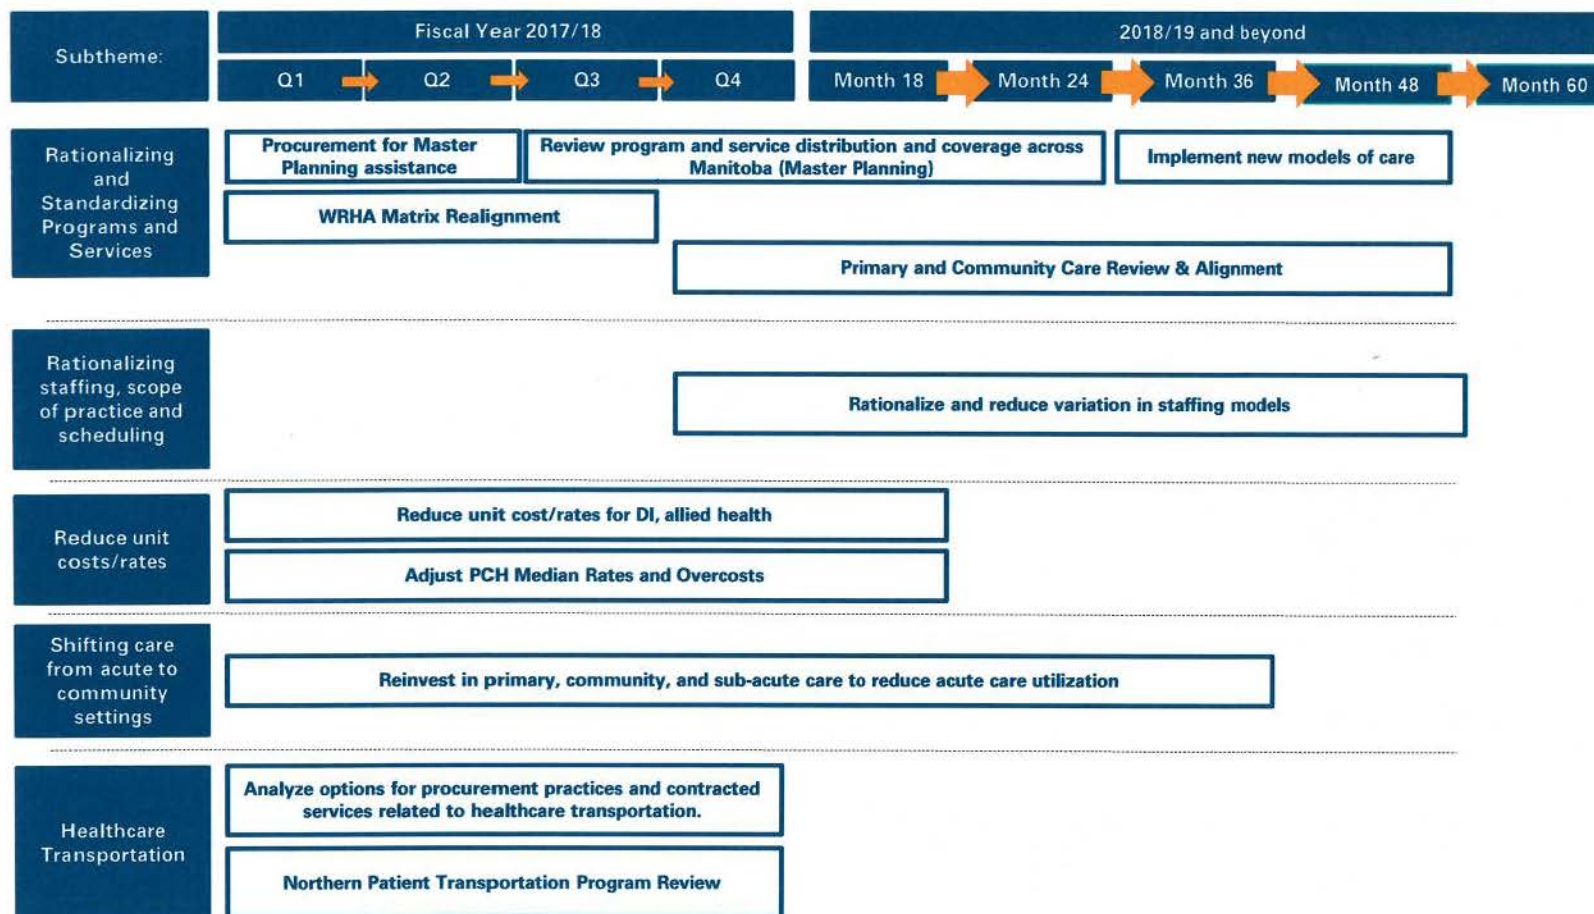 Subtheme:
Fiscal Year 2017/18
2018/19 and beyond
Q1
Q2
Q3
Q4
Month 18
Month 24
Month 36
Month 48
Month 60
Rationalizing
and
Standardizing
Programs and
Services
Procurement for Master
Planning assistance
Review program and service distribution and coverage across
Manitoba (Master Planning)
Implement new models of care
WRHA Matrix Realignment
Primary and Community Care Review & Alignment
Rationalizing
staffing, scope
of practice and
scheduling
Rationalize and reduce variation in staffing models
Reduce unit
costs/rates
Reduce unit cost/rates for DI, allied health
Adjust PCH Median Rates and Overcosts
Shifting care
from acute to
community
settings
Reinvest in primary, community, and sub-acute care to reduce acute care utilization
Healthcare
Transportation
Analyze options for procurement practices and contracted
services related to healthcare transportation.
Northern Patient Transportation Program Review